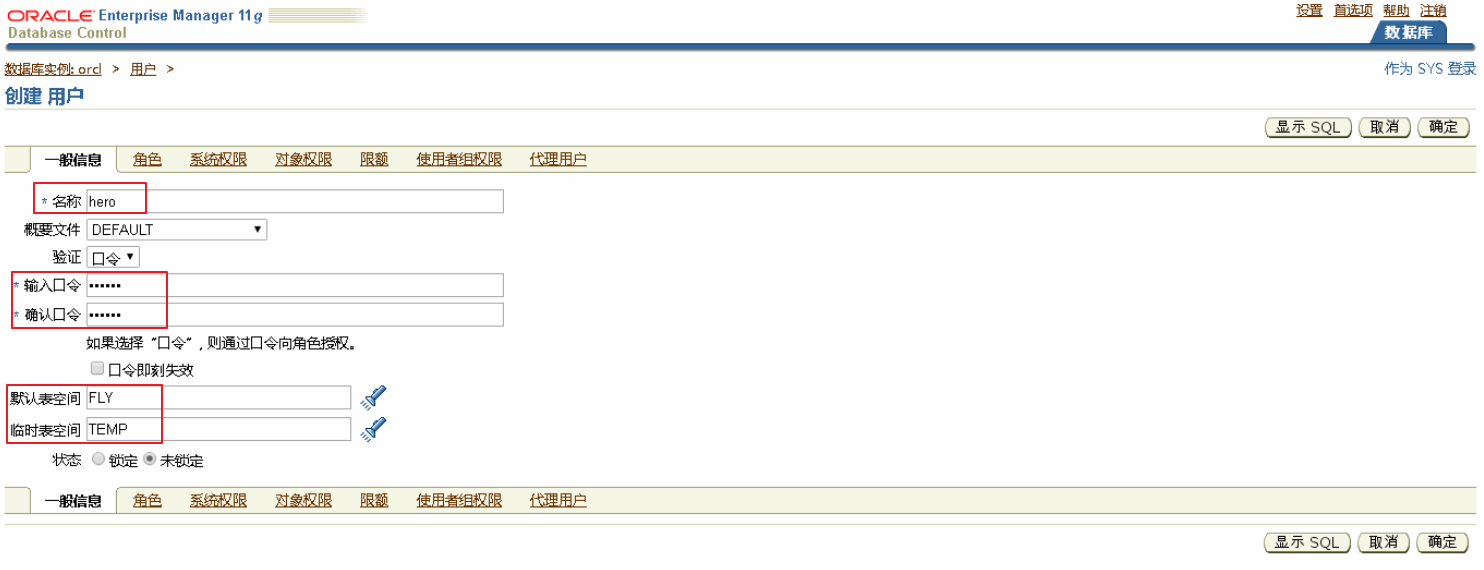 ORACLE Enterprise Manager 11g
设置 首选项 帮助 注销
Database Control
数据库
数据库实例: orcl > 用户 >
作为 SYS 登录
创建 用户
显示 SQL 取消 确定
一般信息 角色 系统权限 对象权限 限额 使用者组权限 代理用户
* 名称 hero
概要文件 DEFAULT
验证 口令
* 输入口令 ••••••
* 确认口令 ••••••
如果选择 "口令", 则通过口令向角色授权。
口令即刻失效
默认表空间 FLY
临时表空间 TEMP
状态 锁定 未锁定
一般信息 角色 系统权限 对象权限 限额 使用者组权限 代理用户
显示 SQL 取消 确定